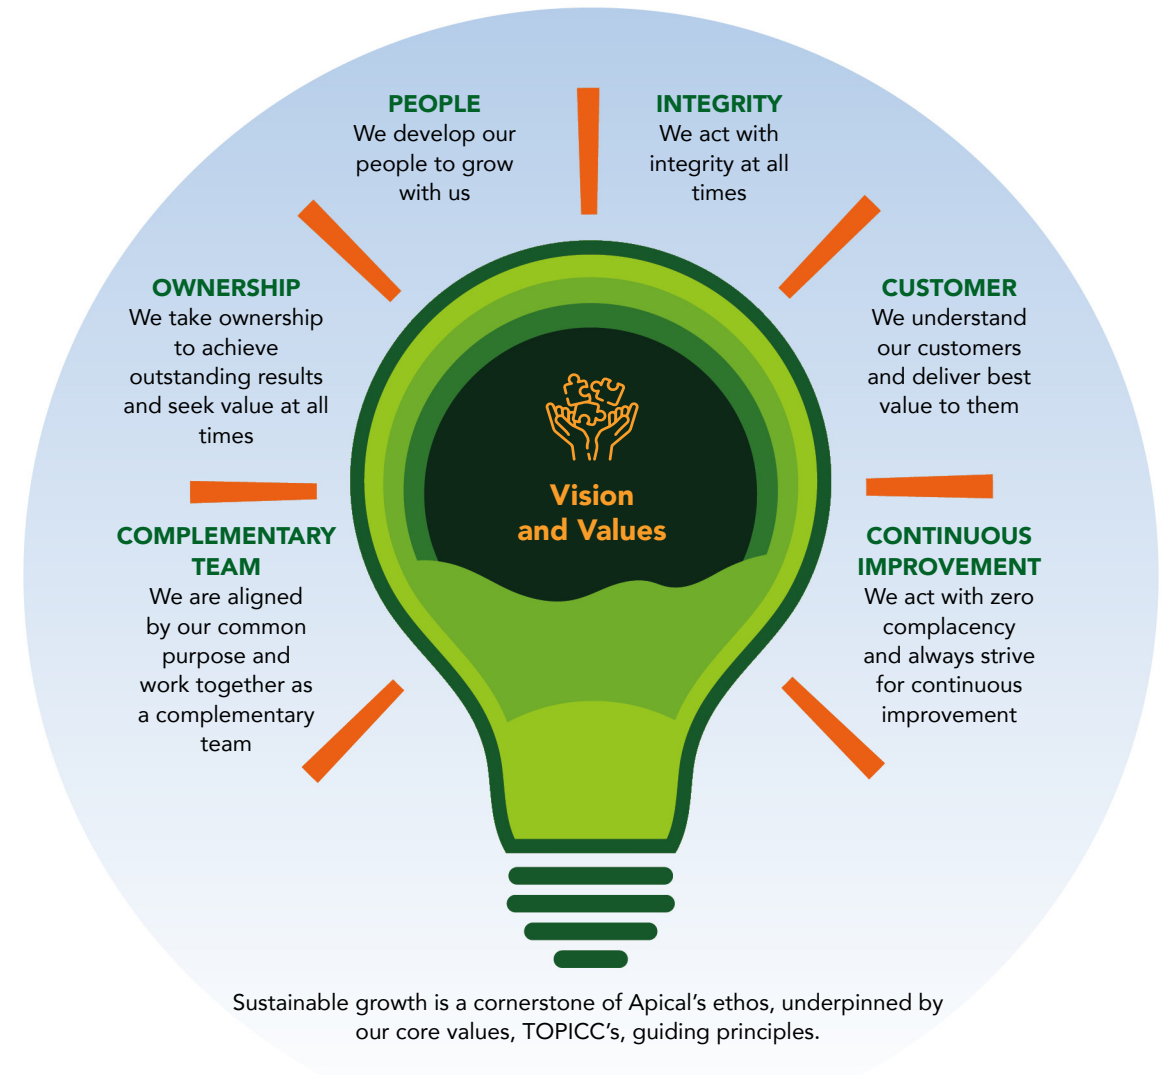 PEOPLE
We develop our
people to grow
with us
INTEGRITY
We act with
integrity at all
times
OWNERSHIP
We take ownership
to achieve
outstanding results
and seek value at all
times
CUSTOMER
We understand
our customers
and deliver best
value to them
Vision
and Values
COMPLEMENTARY
TEAM
We are aligned
by our common
purpose and
work together as
a complementary
team
CONTINUOUS
IMPROVEMENT
We act with zero
complacency
and always strive
for continuous
improvement
Sustainable growth is a cornerstone of Apical’s ethos, underpinned by
our core values, TOPICC’s, guiding principles.